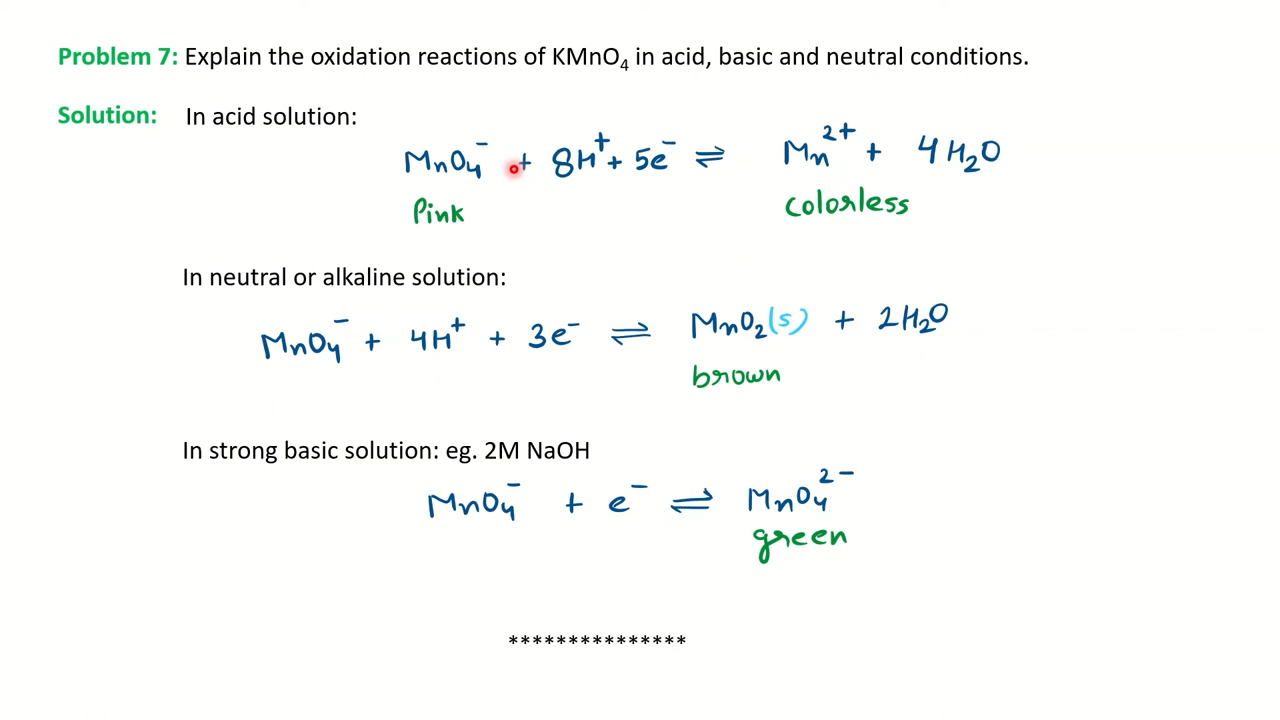 Problem 7: Explain the oxidation reactions of KMnO₄ in acid, basic and neutral conditions.
Solution: In acid solution:
MnO₄⁻ + 8H⁺ + 5e⁻ ⇌ Mn²⁺ + 4H₂O
Pink colorless
In neutral or alkaline solution:
MnO₄⁻ + 4H⁺ + 3e⁻ ⇌ MnO₂(s) + 2H₂O
brown
In strong basic solution: eg. 2M NaOH
MnO₄⁻ + e⁻ ⇌ MnO₄²⁻
green
***************